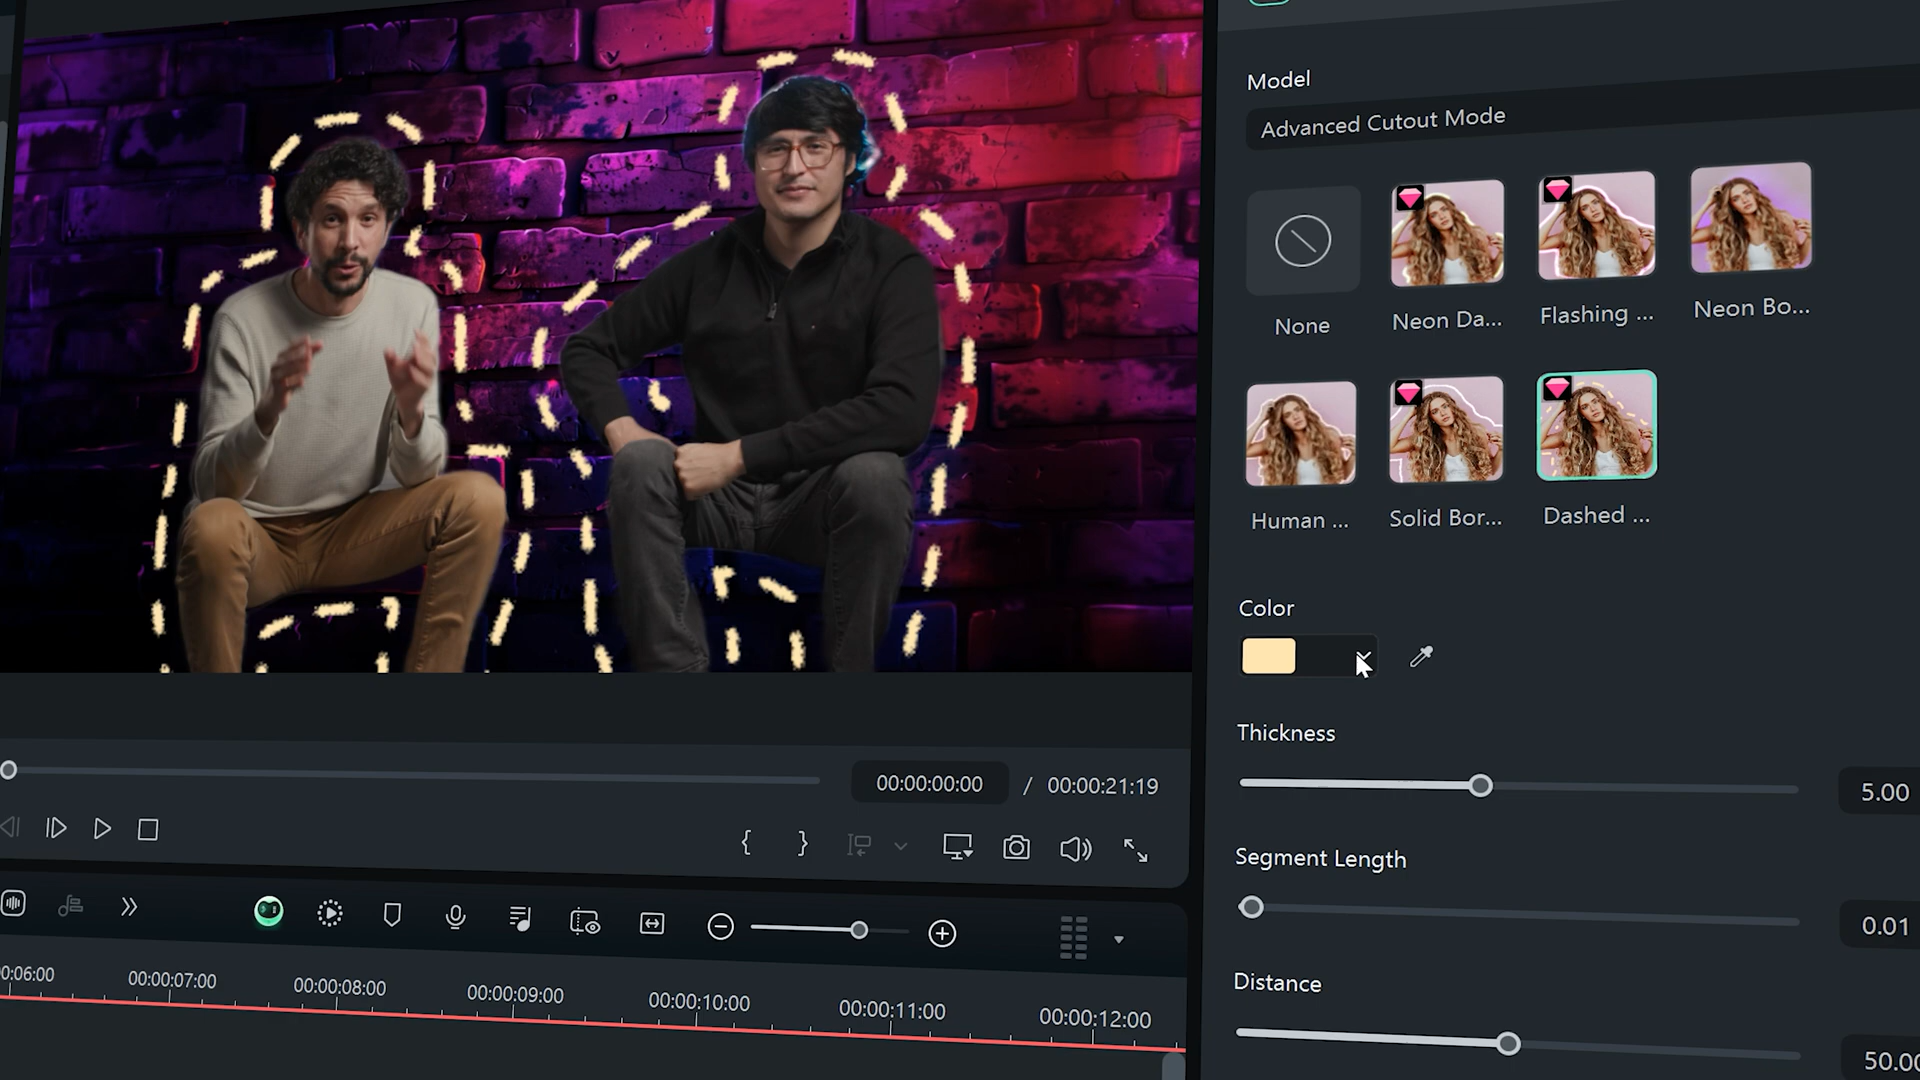 Model
Advanced Cutout Mode
None
Neon Da...
Flashing ...
Neon Bo...
Human ...
Solid Bor...
Dashed ...
Color
Thickness
5.00
Segment Length
0.01
Distance
50.00
00:00:00:00 / 00:00:21:19
0:06:00
00:00:07:00
00:00:08:00
00:00:09:00
00:00:10:00
00:00:11:00
00:00:12:00